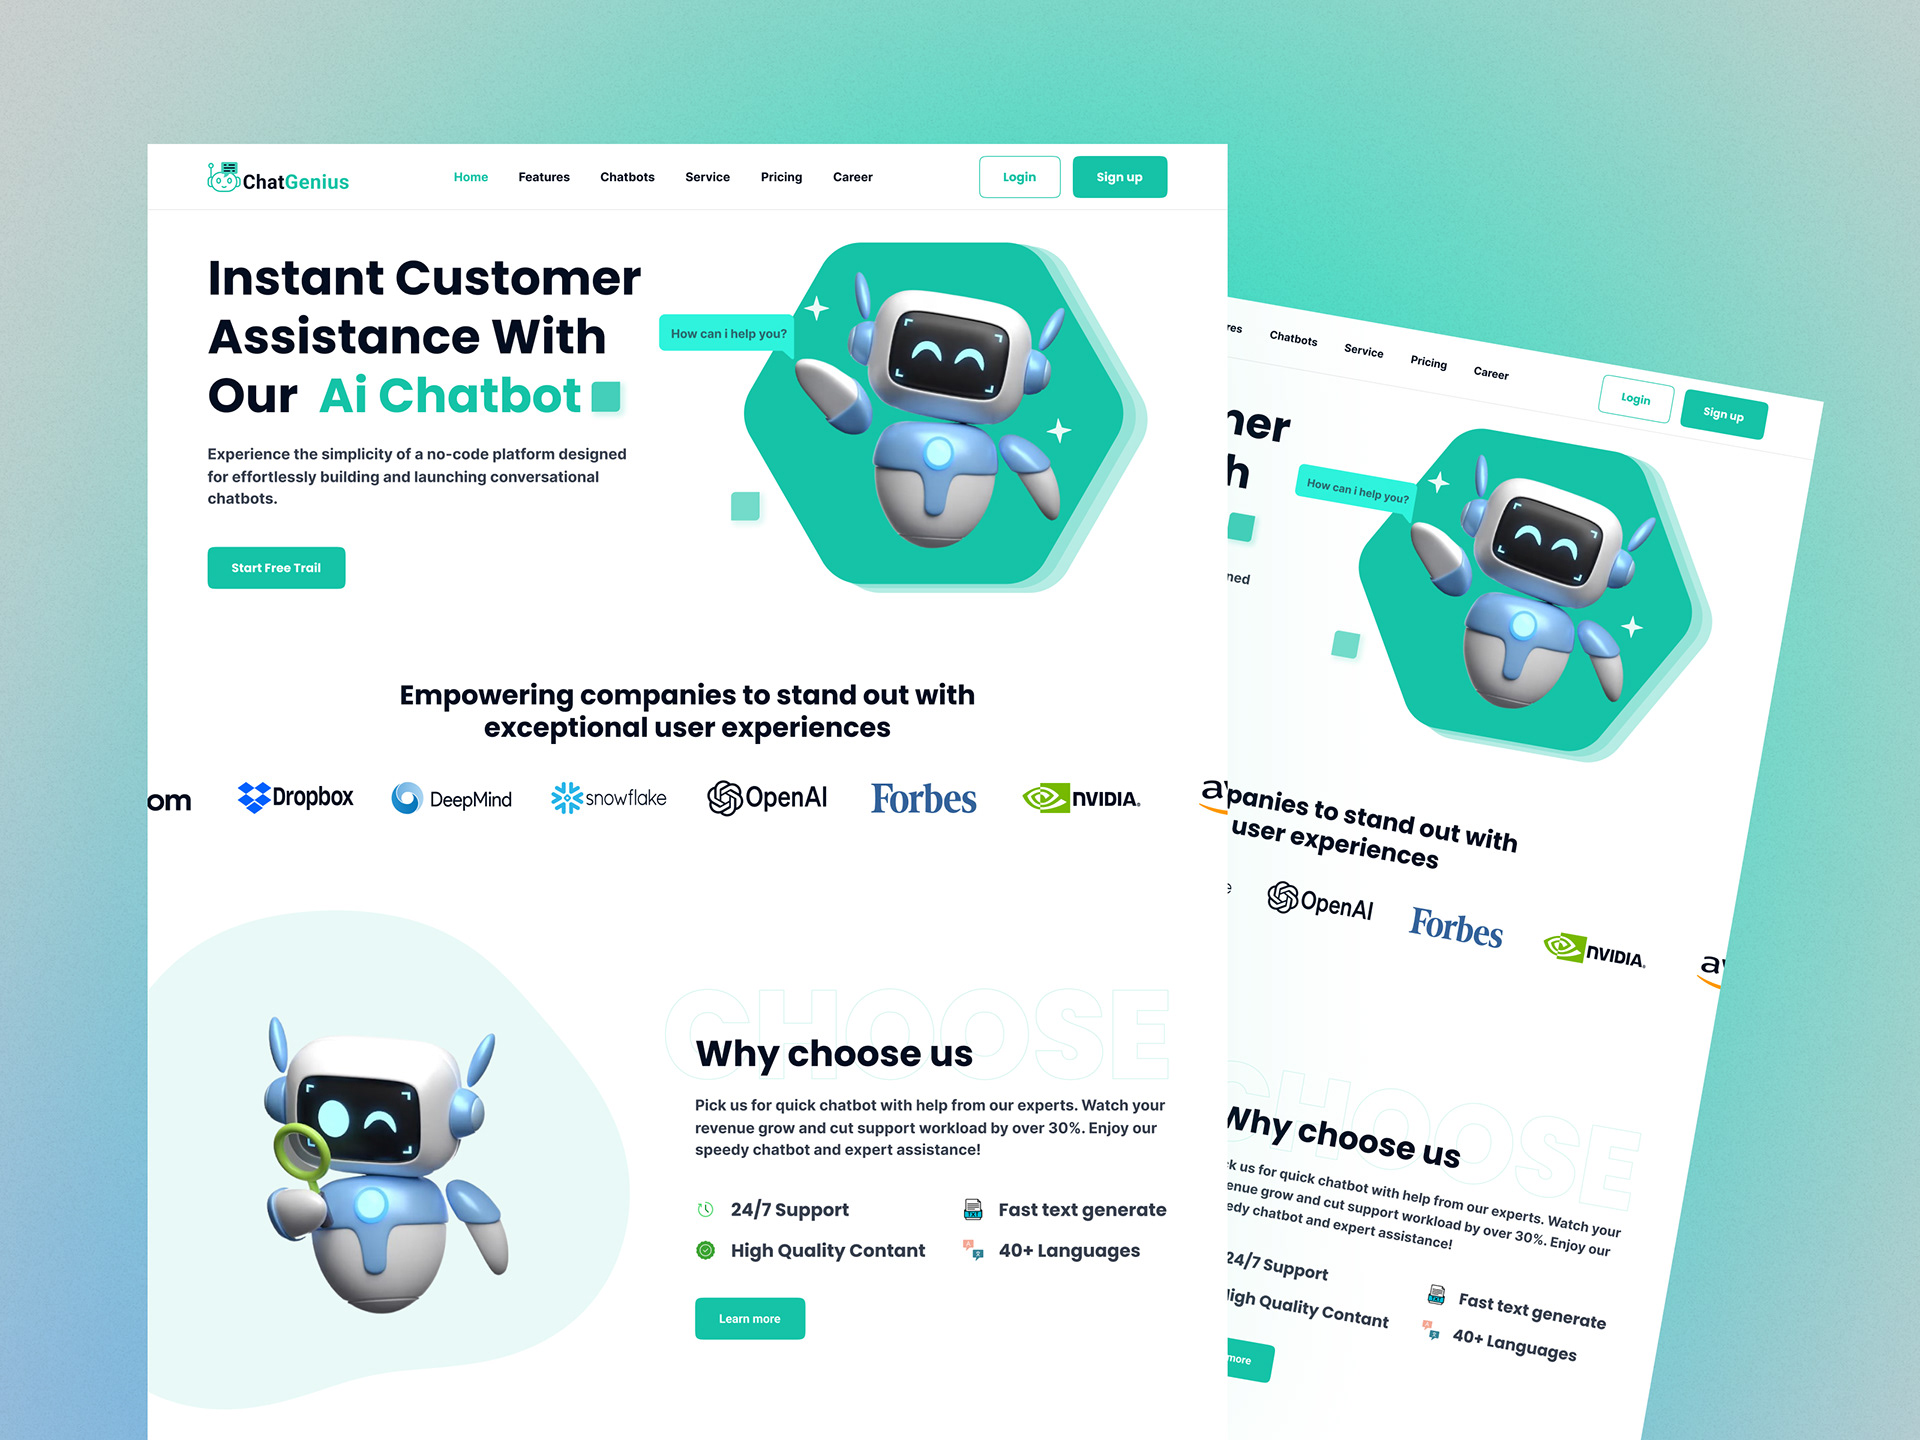 ChatGenius
Home Features Chatbots Service Pricing Career
Login Sign up
Instant Customer
Assistance With
Our Ai Chatbot
How can i help you?
Experience the simplicity of a no-code platform designed
for effortlessly building and launching conversational
chatbots.
Start Free Trail
Empowering companies to stand out with
exceptional user experiences
om Dropbox DeepMind snowflake OpenAI Forbes NVIDIA.
CHOOSE
Why choose us
Pick us for quick chatbot with help from our experts. Watch your
revenue grow and cut support workload by over 30%. Enjoy our
speedy chatbot and expert assistance!
24/7 Support Fast text generate
High Quality Contant 40+ Languages
Learn more
res Chatbots Service Pricing Career
Login Sign up
ner
h
How can i help you?
ned
panies to stand out with
user experiences
e OpenAI Forbes NVIDIA.
CHOOSE
Why choose us
k us for quick chatbot with help from our experts. Watch your
enue grow and cut support workload by over 30%. Enjoy our
edy chatbot and expert assistance!
24/7 Support Fast text generate
igh Quality Contant 40+ Languages
more